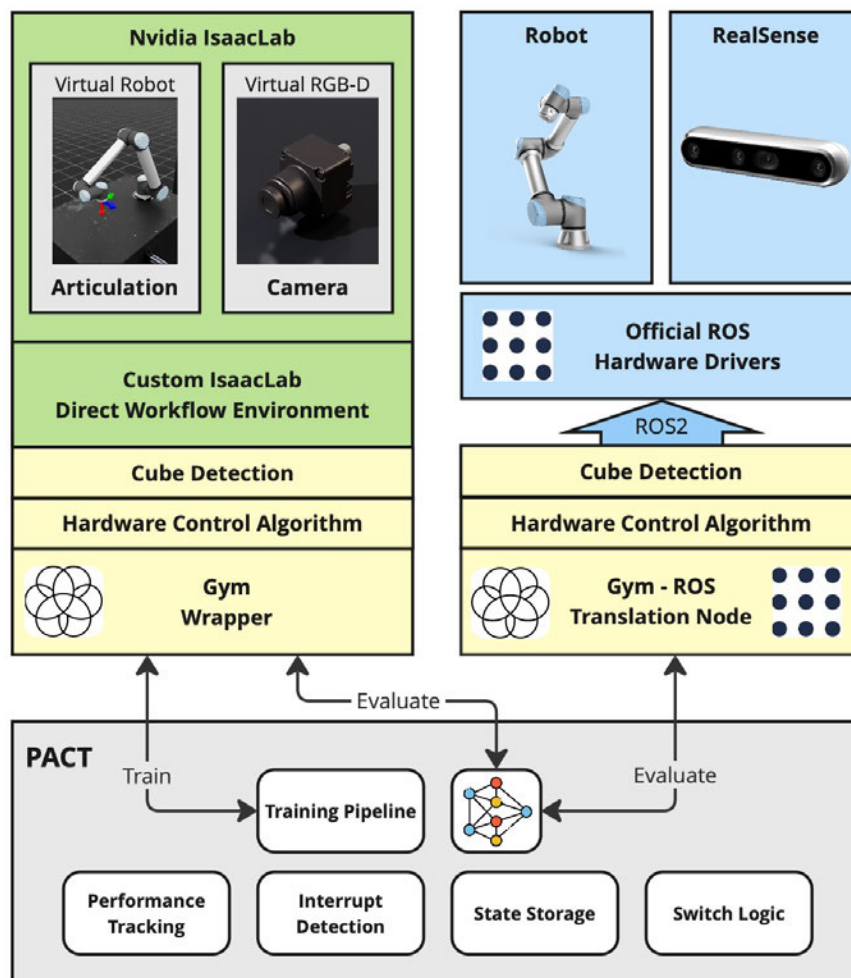 Nvidia IsaacLab
Virtual Robot
Articulation
Virtual RGB-D
Camera
Custom IsaacLab
Direct Workflow Environment
Cube Detection
Hardware Control Algorithm
Gym
Wrapper
Robot
RealSense
Official ROS
Hardware Drivers
ROS2
Cube Detection
Hardware Control Algorithm
Gym - ROS
Translation Node
Evaluate
PACT
Train
Evaluate
Training Pipeline
Performance
Tracking
Interrupt
Detection
State Storage
Switch Logic